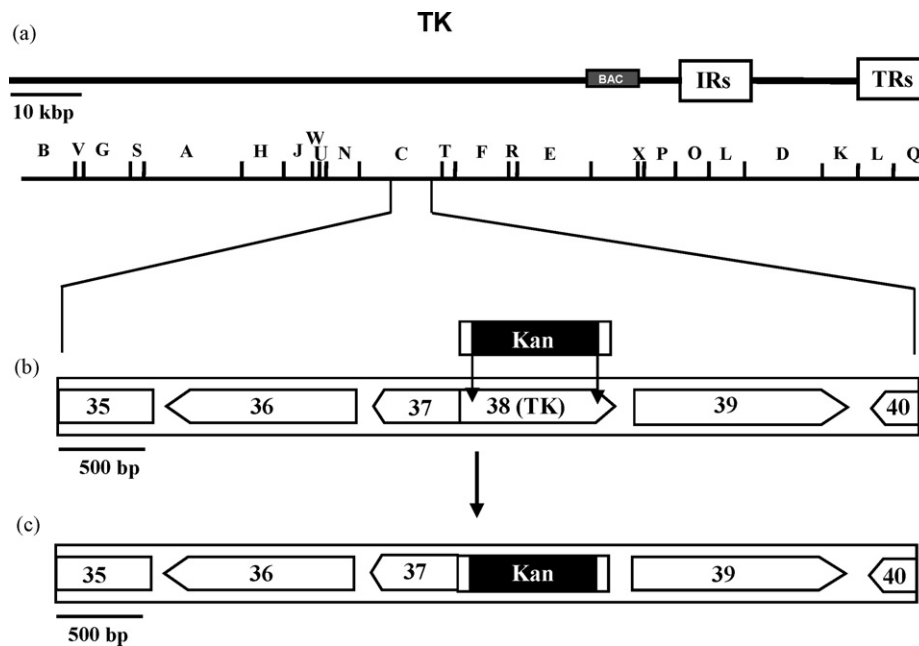 TK
(a)
BAC
IRs
TRs
10 kbp
B V G S A H J W U N C T F R E X P O L D K L Q
Kan
(b)
35 36 37 38 (TK) 39 40
500 bp
(c)
35 36 37 Kan 39 40
500 bp